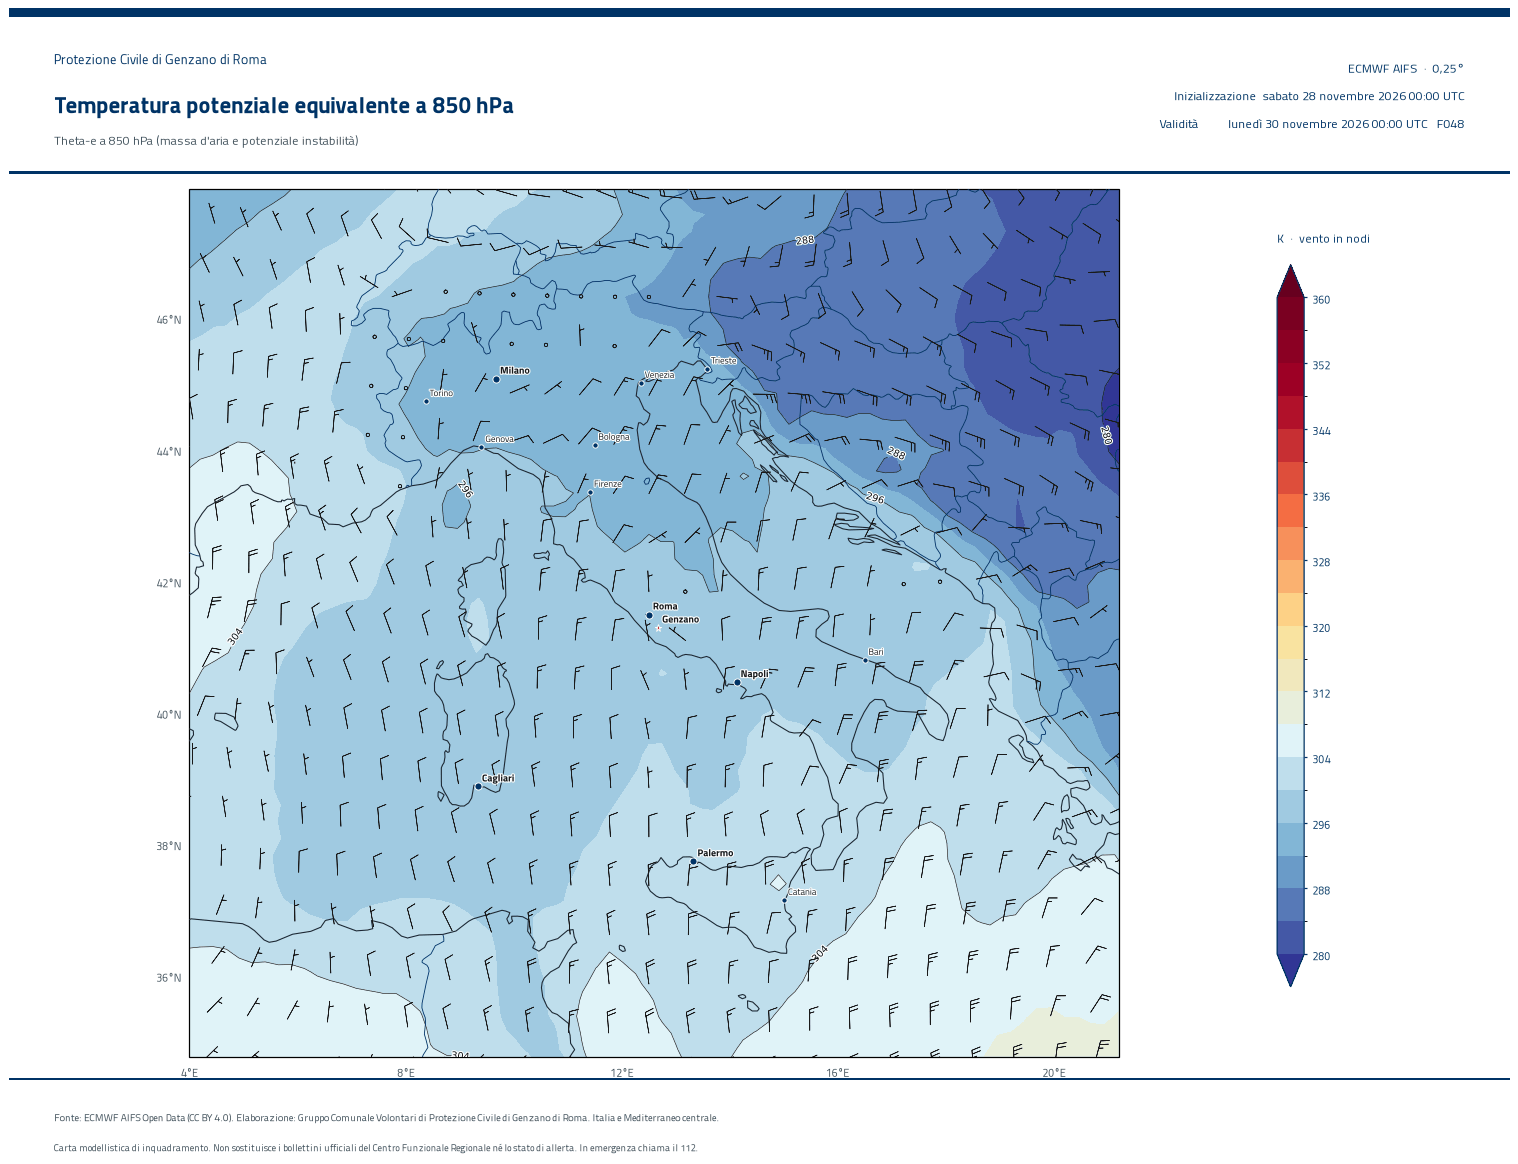 Protezione Civile di Genzano di Roma
ECMWF AIFS · 0,25°
Temperatura potenziale equivalente a 850 hPa
Inizializzazione sabato 28 novembre 2026 00:00 UTC
Theta-e a 850 hPa (massa d'aria e potenziale instabilità)
Validità lunedì 30 novembre 2026 00:00 UTC F048
K · vento in nodi
360
352
344
336
328
320
312
304
296
288
280
46°N
44°N
42°N
40°N
38°N
36°N
4°E
8°E
12°E
16°E
20°E
288
Trieste
Milano
Venezia
Torino
280
Genova
Bologna
288
Firenze
296
296
Roma
Genzano
304
Bari
Napoli
Cagliari
Palermo
Catania
304
304
Fonte: ECMWF AIFS Open Data (CC BY 4.0). Elaborazione: Gruppo Comunale Volontari di Protezione Civile di Genzano di Roma. Italia e Mediterraneo centrale.
Carta modellistica di inquadramento. Non sostituisce i bollettini ufficiali del Centro Funzionale Regionale né lo stato di allerta. In emergenza chiama il 112.